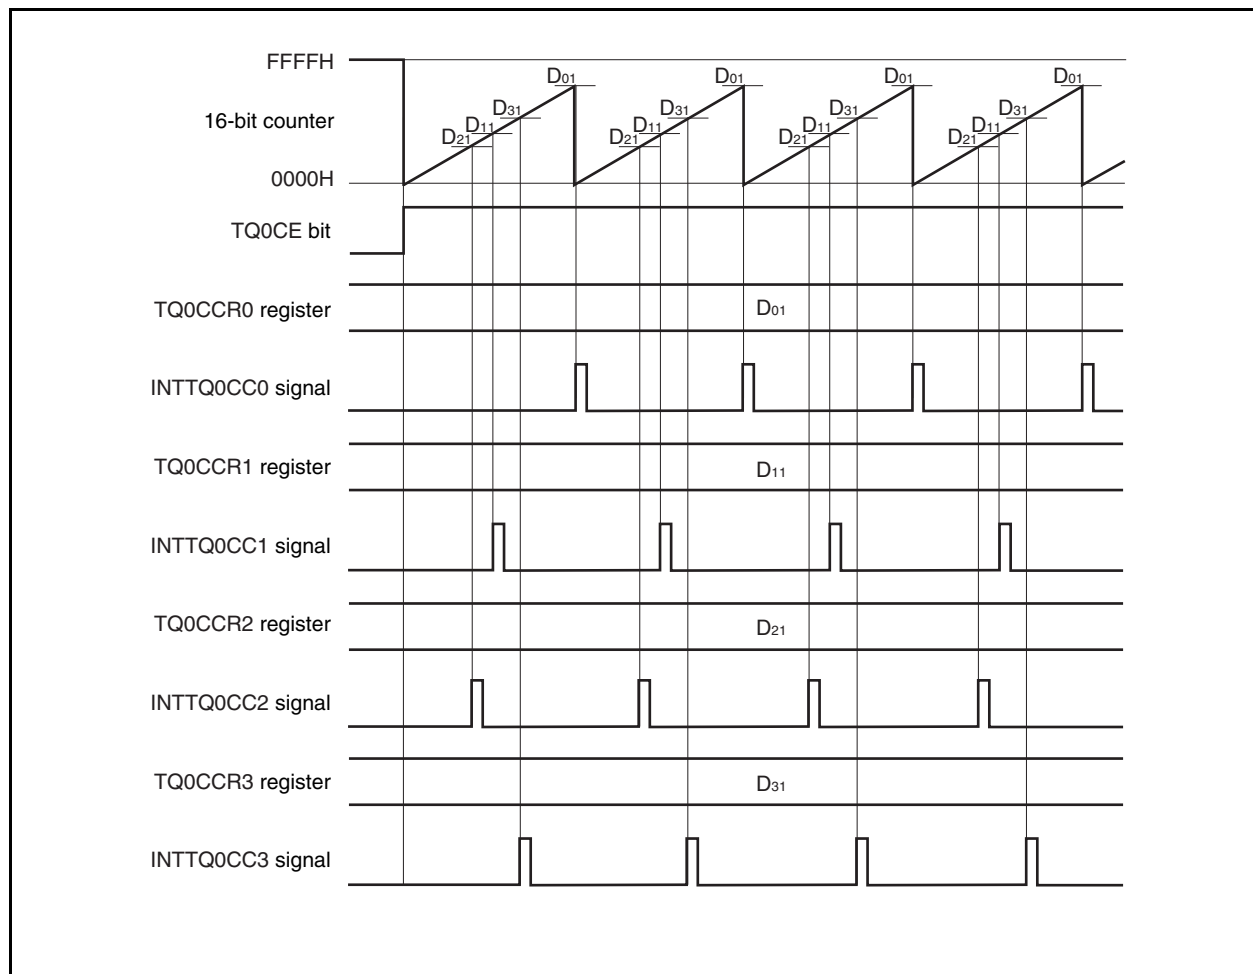 FFFFH
D01 D01 D01 D01
16-bit counter
D31 D31 D31 D31
D11 D11 D11 D11
D21 D21 D21 D21
0000H
TQ0CE bit
TQ0CCR0 register
D01
INTTQ0CC0 signal
TQ0CCR1 register
D11
INTTQ0CC1 signal
TQ0CCR2 register
D21
INTTQ0CC2 signal
TQ0CCR3 register
D31
INTTQ0CC3 signal